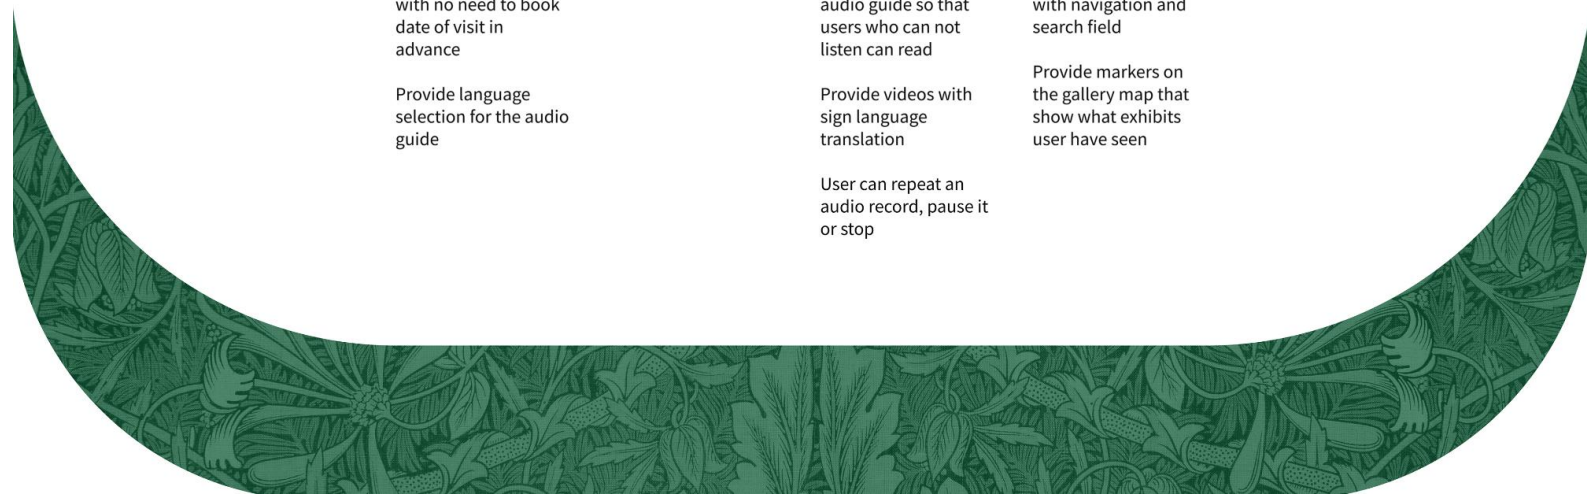 with no need to book
date of visit in
advance
Provide language
selection for the audio
guide
audio guide so that
users who can not
listen can read
Provide videos with
sign language
translation
User can repeat an
audio record, pause it
or stop
with navigation and
search field
Provide markers on
the gallery map that
show what exhibits
user have seen